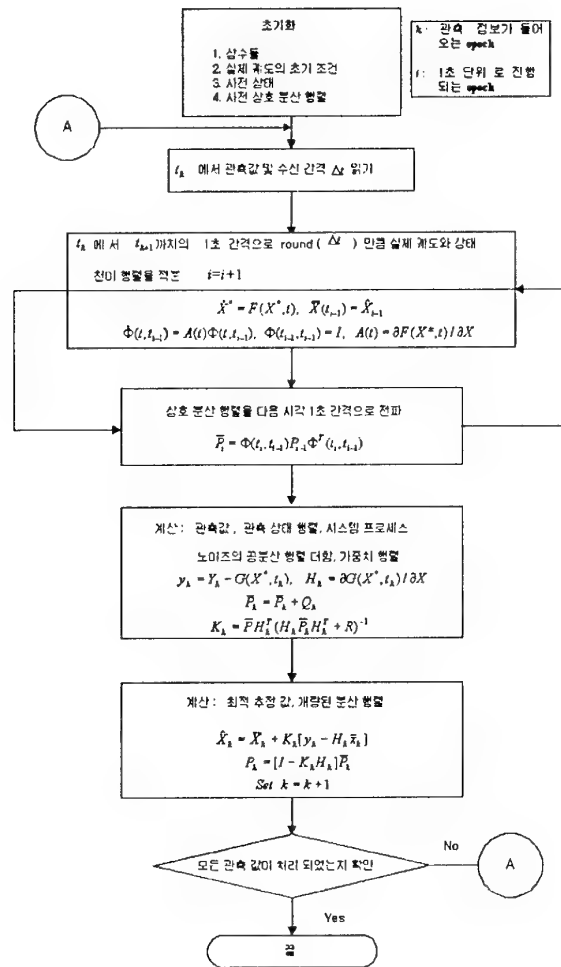 초기화
1. 상수들
2. 실제 궤도의 초기 조건
3. 사전 상태
4. 사전 상호 분산 행렬
k: 관측 정보가 들어
오는 epoch
i: 1초 단위 로 진행
되는 epoch
A
t_k 에서 관측값 및 수신 간격 Δt 읽기
t_k 에서 t_{k+1}까지의 1초 간격으로 round( Δt ) 만큼 실제 궤도와 상태
천이 행렬을 적분 i=i+1
Ẋ* = F(X*,t), X̄(t_{i-1}) = X̂_{i-1}
Φ̇(t,t_{i-1}) = A(t)Φ(t,t_{i-1}), Φ(t_{i-1},t_{i-1}) = I, A(t) = ∂F(X*,t)/∂X
상호 분산 행렬을 다음 시각 1초 간격으로 전파
P̄_i = Φ(t_i,t_{i-1})P_{i-1}Φ^T(t_i,t_{i-1})
계산 : 관측값 , 관측 상태 행렬, 시스템 프로세스
노이즈의 공분산 행렬 더함, 가중치 행렬
y_k = Y_k - G(X*,t_k), H_k = ∂G(X*,t_k)/∂X
P̄_k = P̄_k + Q_k
K_k = P̄H_k^T(H_kP̄_kH_k^T + R)^{-1}
계산 : 최적 추정 값, 개량된 분산 행렬
X̂_k = X̄_k + K_k[y_k - H_kx̄_k]
P_k = [I - K_kH_k]P̄_k
Set k = k+1
모든 관측 값이 처리 되었는지 확인
No
A
Yes
끝